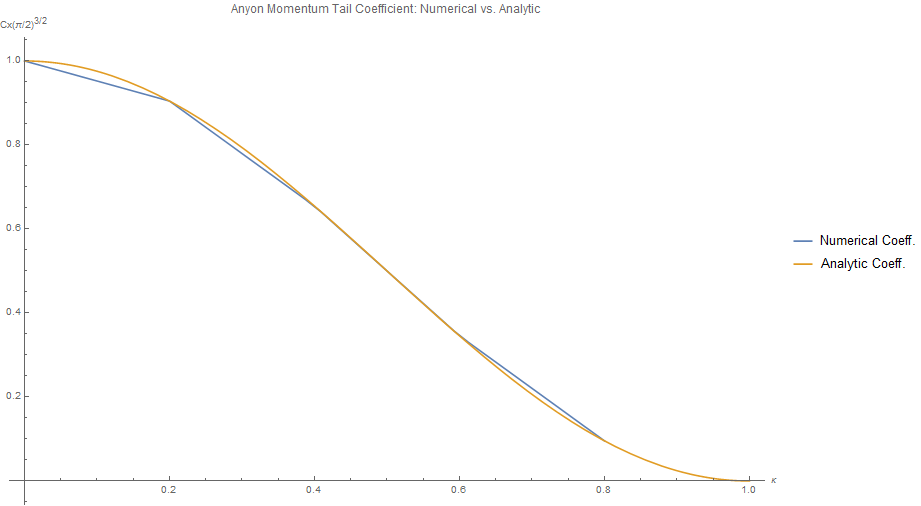 Anyon Momentum Tail Coefficient: Numerical vs. Analytic
Cx(π/2)^3/2
1.0
0.8
0.6
0.4
0.2
0.2 0.4 0.6 0.8 1.0 κ
Numerical Coeff.
Analytic Coeff.